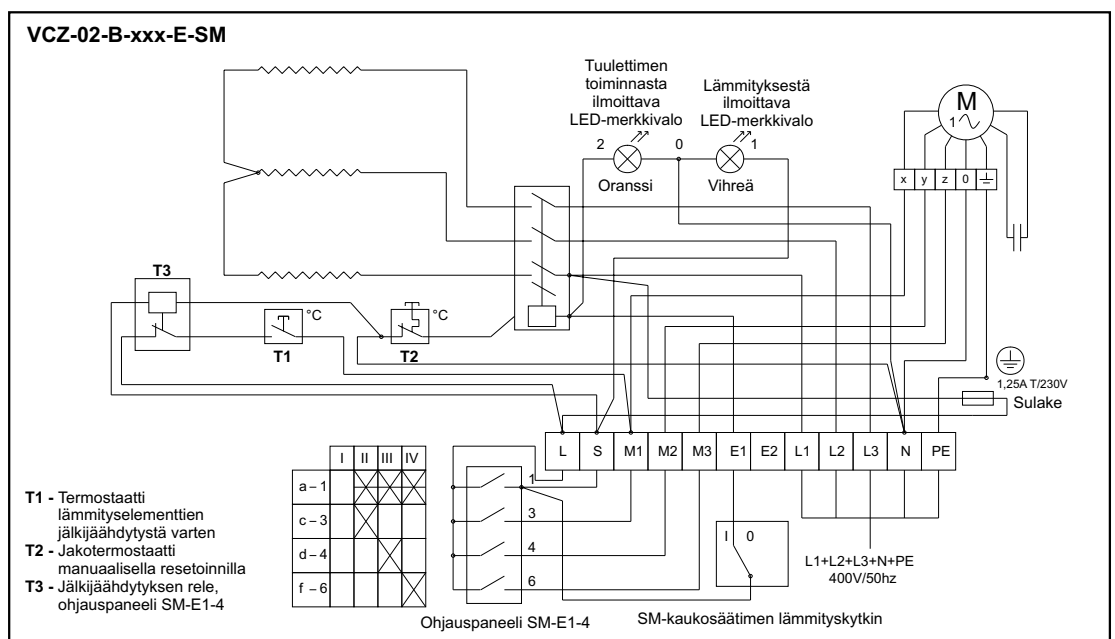 VCZ-02-B-xxx-E-SM
Tuulettimen
toiminnasta
ilmoittava
LED-merkkivalo
Lämmityksestä
ilmoittava
LED-merkkivalo
2
0
1
Oranssi
Vihreä
M
1
x
y
z
0
T3
°C
T1
°C
T2
1,25A T/230V
Sulake
L
S
M1
M2
M3
E1
E2
L1
L2
L3
N
PE
I II III IV
a – 1
c – 3
d – 4
f – 6
1
3
4
6
Ohjauspaneeli SM-E1-4
I 0
SM-kaukosäätimen lämmityskytkin
L1+L2+L3+N+PE
400V/50hz
T1 - Termostaatti
lämmityselementtien
jälkijäähdytystä varten
T2 - Jakotermostaatti
manuaalisella resetoinnilla
T3 - Jälkijäähdytyksen rele,
ohjauspaneeli SM-E1-4